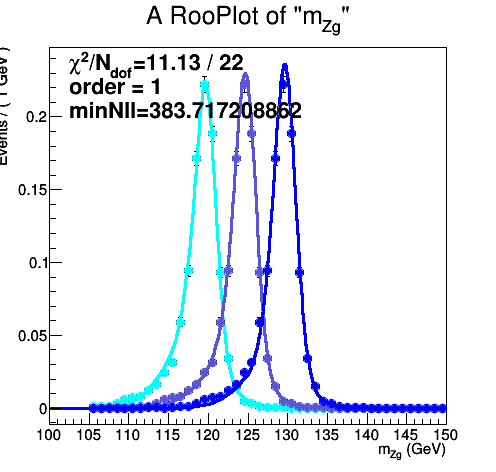 A RooPlot of "m_Zg"
χ²/N_dof=11.13 / 22
order = 1
minNll=383.717208862
Events / ( 1 GeV )
0.2
0.15
0.1
0.05
0
100 105 110 115 120 125 130 135 140 145 150
m_Zg (GeV)